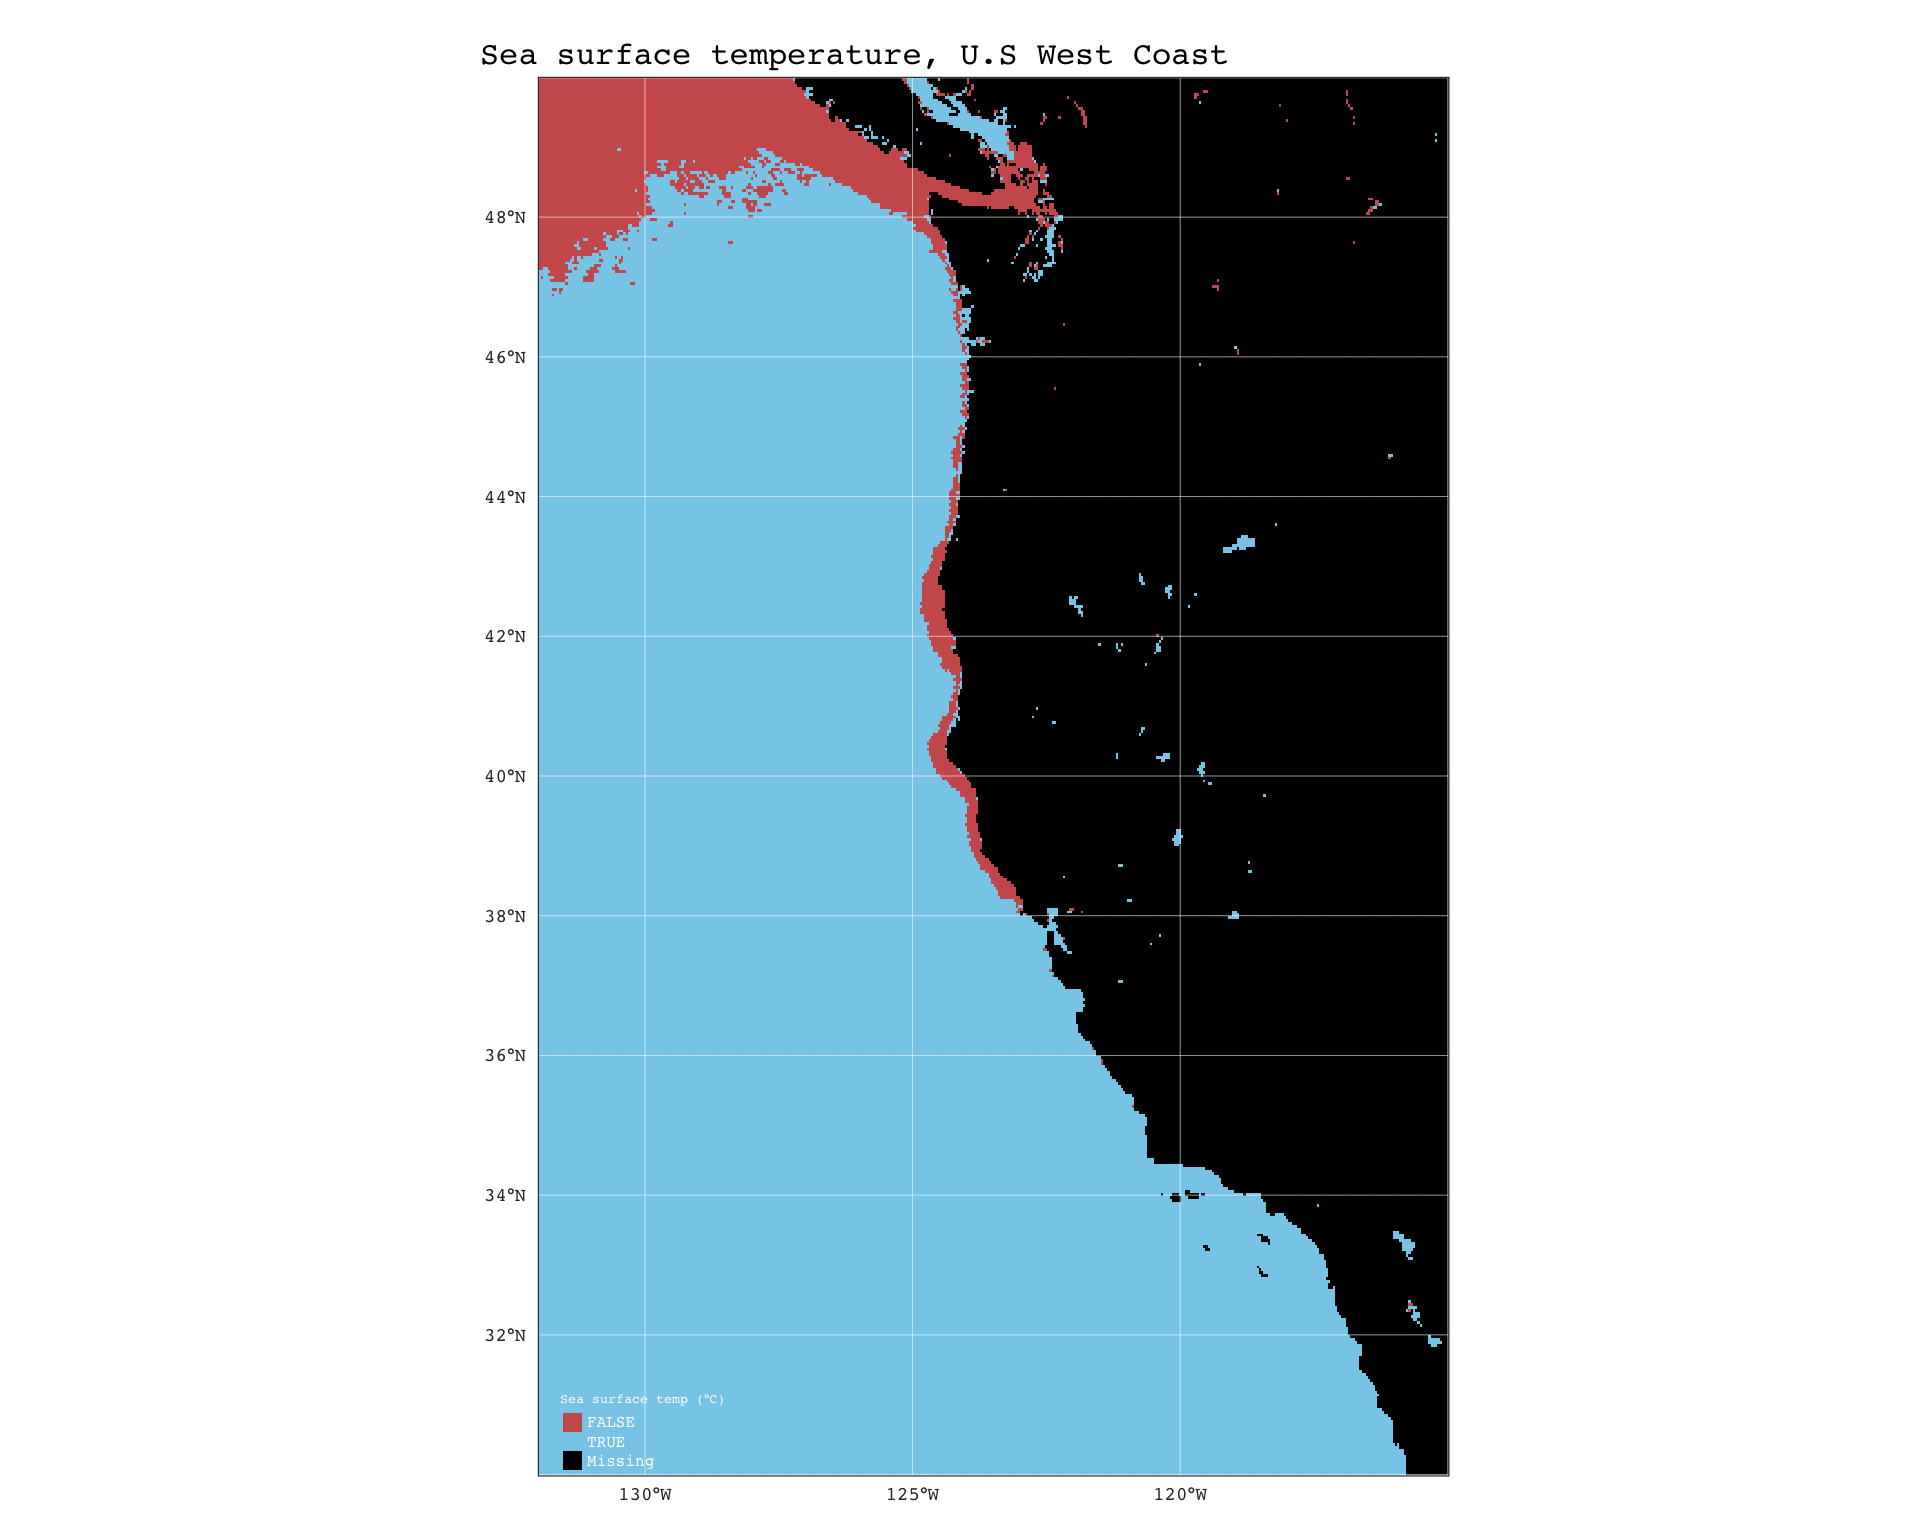 Sea surface temperature, U.S West Coast
48°N
46°N
44°N
42°N
40°N
38°N
36°N
34°N
32°N
Sea surface temp (°C)
FALSE
TRUE
Missing
130°W
125°W
120°W